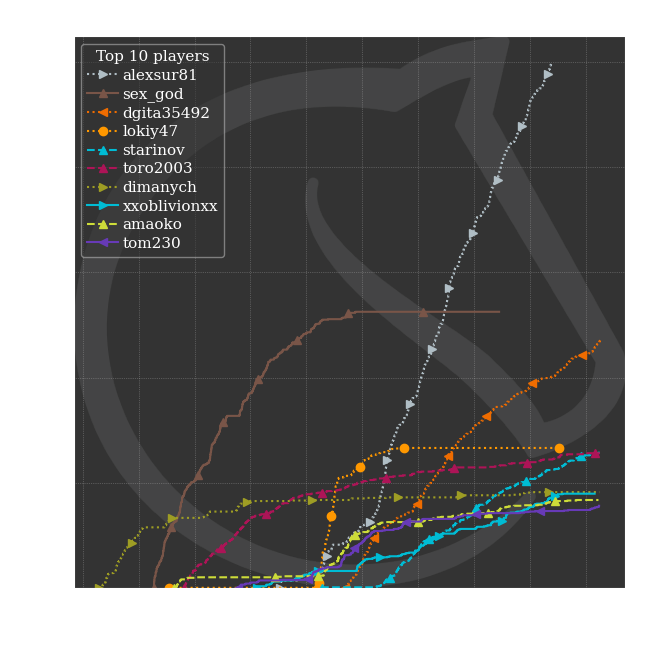 Top 10 players
alexsur81
sex_god
dgita35492
lokiy47
starinov
toro2003
dimanych
xxoblivionxx
amaoko
tom230